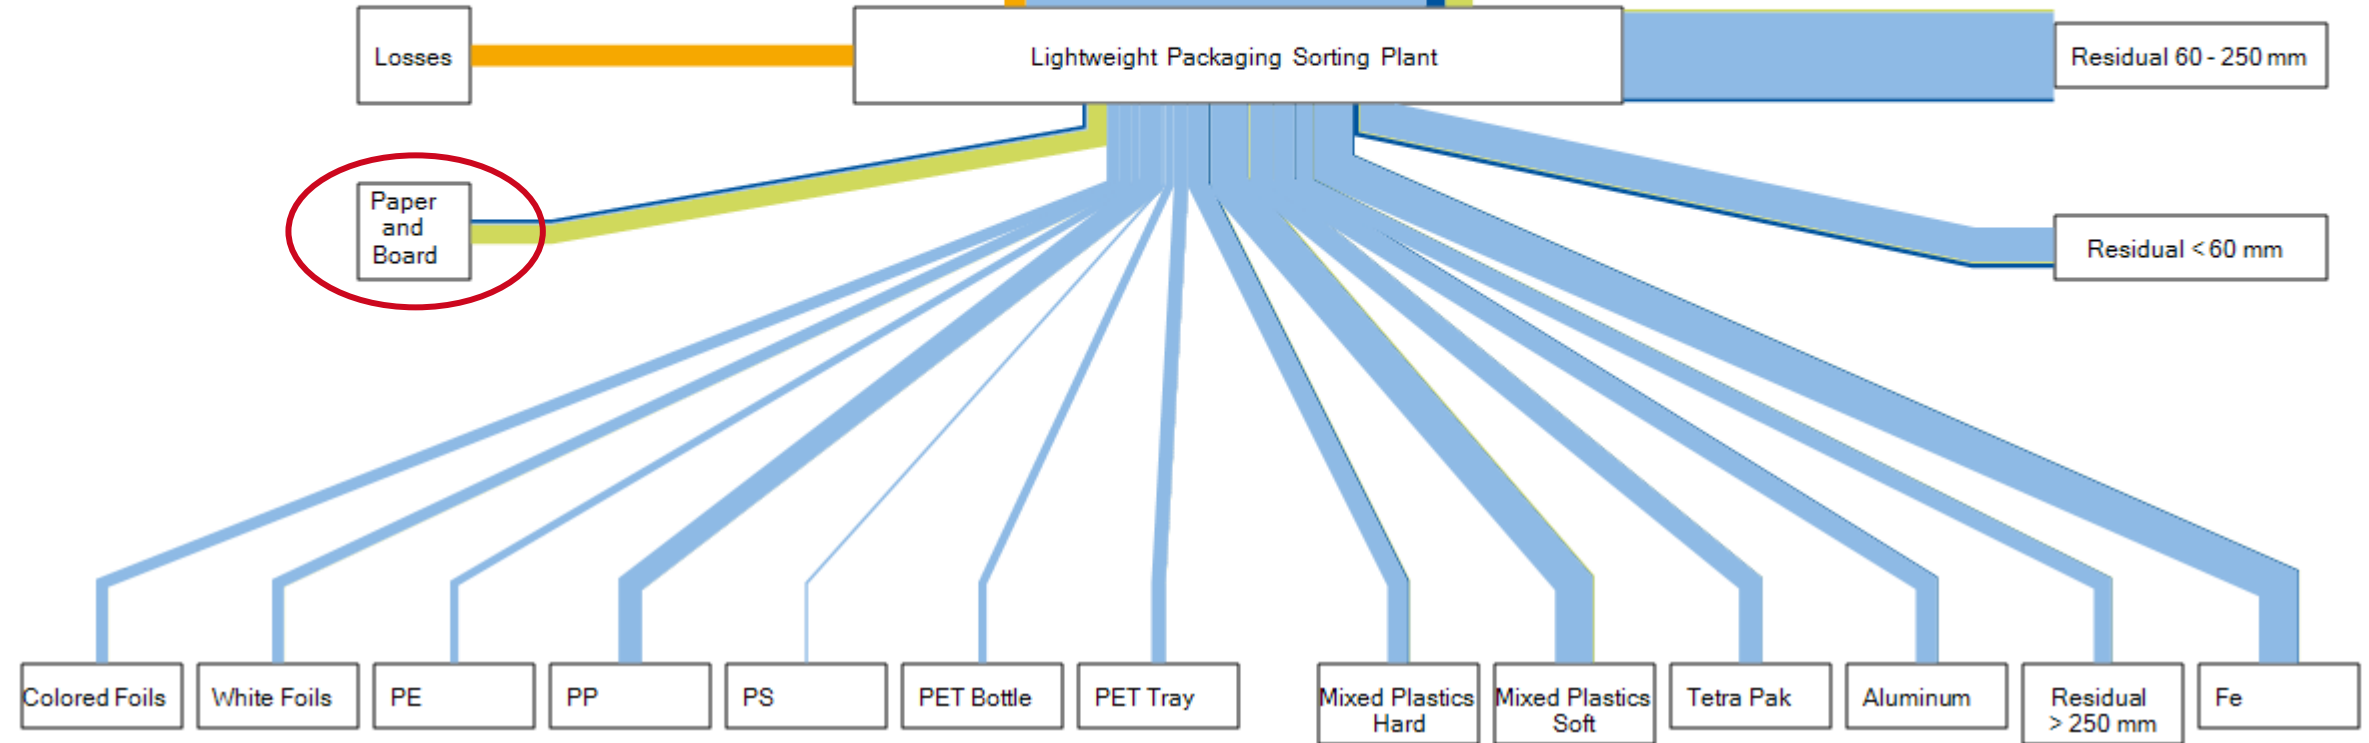 Losses
Lightweight Packaging Sorting Plant
Residual 60 - 250 mm
Paper
and
Board
Residual < 60 mm
Colored Foils
White Foils
PE
PP
PS
PET Bottle
PET Tray
Mixed Plastics
Hard
Mixed Plastics
Soft
Tetra Pak
Aluminum
Residual
> 250 mm
Fe